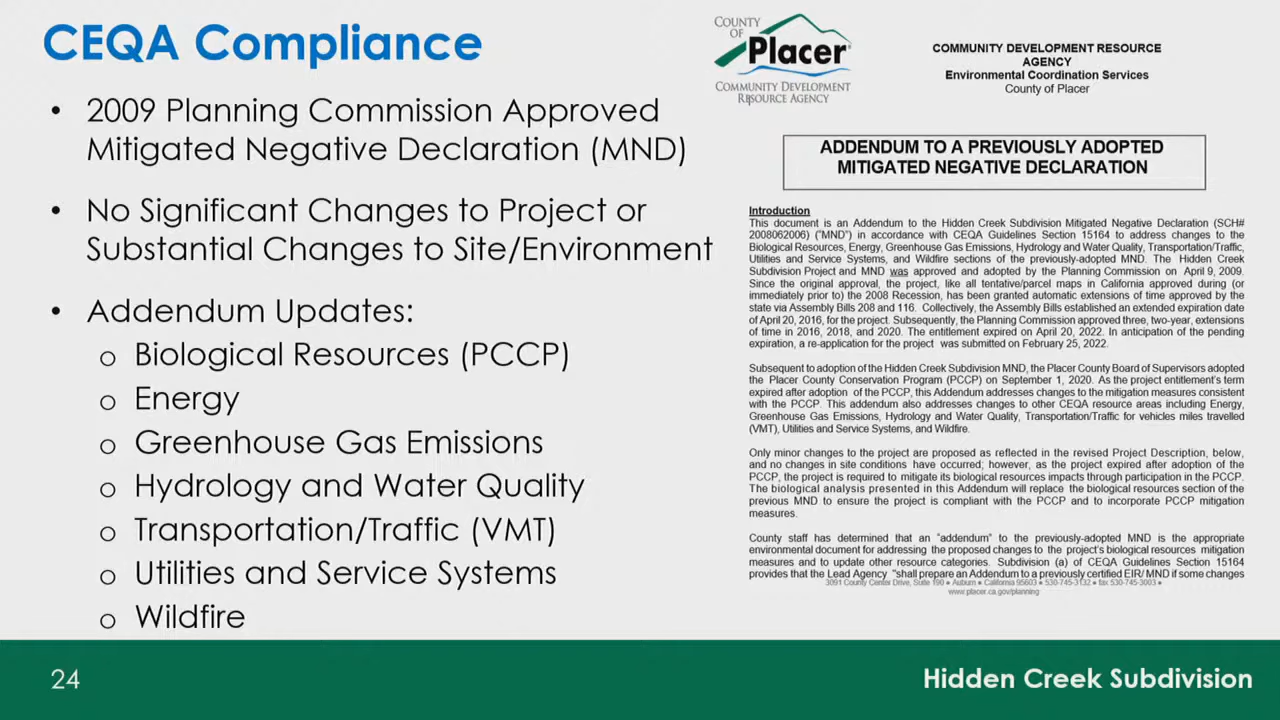 CEQA Compliance
• 2009 Planning Commission Approved
Mitigated Negative Declaration (MND)
• No Significant Changes to Project or
Substantial Changes to Site/Environment
• Addendum Updates:
o Biological Resources (PCCP)
o Energy
o Greenhouse Gas Emissions
o Hydrology and Water Quality
o Transportation/Traffic (VMT)
o Utilities and Service Systems
o Wildfire
COUNTY
OF
Placer
COMMUNITY DEVELOPMENT
RESOURCE AGENCY
COMMUNITY DEVELOPMENT RESOURCE
AGENCY
Environmental Coordination Services
County of Placer
ADDENDUM TO A PREVIOUSLY ADOPTED
MITIGATED NEGATIVE DECLARATION
Introduction
This document is an Addendum to the Hidden Creek Subdivision Mitigated Negative Declaration (SCH#
2008062006) ("MND") in accordance with CEQA Guidelines Section 15164 to address changes to the
Biological Resources, Energy, Greenhouse Gas Emissions, Hydrology and Water Quality, Transportation/Traffic,
Utilities and Service Systems, and Wildfire sections of the previously-adopted MND. The Hidden Creek
Subdivision Project and MND was approved and adopted by the Planning Commission on April 9, 2009.
Since the original approval, the project, like all tentative/parcel maps in California approved during (or
immediately prior to) the 2008 Recession, has been granted automatic extensions of time approved by the
state via Assembly Bills 208 and 116. Collectively, the Assembly Bills established an extended expiration date
of April 20, 2016, for the project. Subsequently, the Planning Commission approved three, two-year, extensions
of time in 2016, 2018, and 2020. The entitlement expired on April 20, 2022. In anticipation of the pending
expiration, a re-application for the project was submitted on February 25, 2022.
Subsequent to adoption of the Hidden Creek Subdivision MND, the Placer County Board of Supervisors adopted
the Placer County Conservation Program (PCCP) on September 1, 2020. As the project entitlement's term
expired after adoption of the PCCP, this Addendum addresses changes to the mitigation measures consistent
with the PCCP. This addendum also addresses changes to other CEQA resource areas including Energy,
Greenhouse Gas Emissions, Hydrology and Water Quality, Transportation/Traffic for vehicles miles travelled
(VMT), Utilities and Service Systems, and Wildfire.
Only minor changes to the project are proposed as reflected in the revised Project Description, below,
and no changes in site conditions have occurred; however, as the project expired after adoption of the
PCCP, the project is required to mitigate its biological resources impacts through participation in the PCCP.
The biological analysis presented in this Addendum will replace the biological resources section of the
previous MND to ensure the project is compliant with the PCCP and to incorporate PCCP mitigation
measures.
County staff has determined that an "addendum" to the previously-adopted MND is the appropriate
environmental document for addressing the proposed changes to the project's biological resources mitigation
measures and to update other resource categories. Subdivision (a) of CEQA Guidelines Section 15164
provides that the Lead Agency "shall prepare an Addendum to a previously certified EIR/ MND if some changes
3091 County Center Drive, Suite 190 ● Auburn ● California 95603 ● 530-745-3132 ● fax 530-745-3003 ●
www.placer.ca.gov/planning
24
Hidden Creek Subdivision